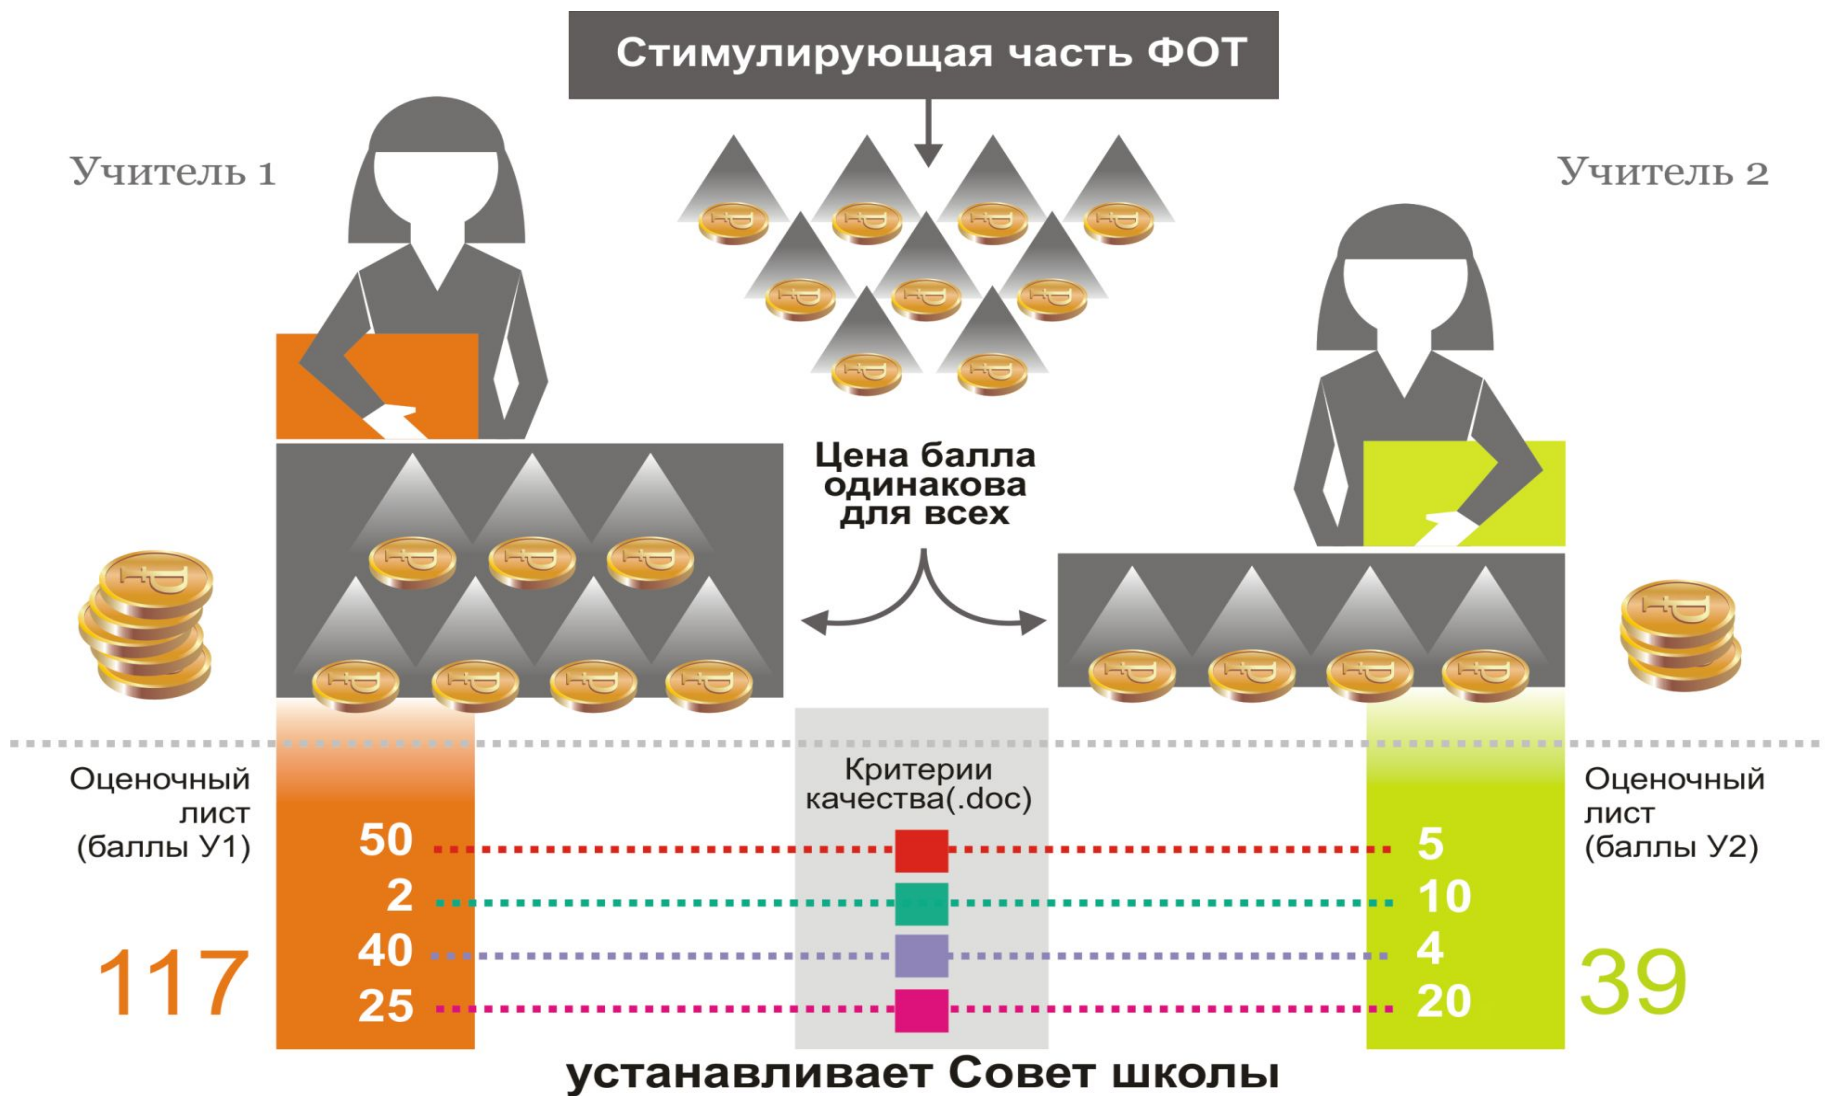 Стимулирующая часть ФОТ
Учитель 1
Учитель 2
Цена балла
одинакова
для всех
Оценочный
лист
(баллы У1)
117
50
2
40
25
Критерии
качества(.doc)
5
10
4
20
Оценочный
лист
(баллы У2)
39
устанавливает Совет школы